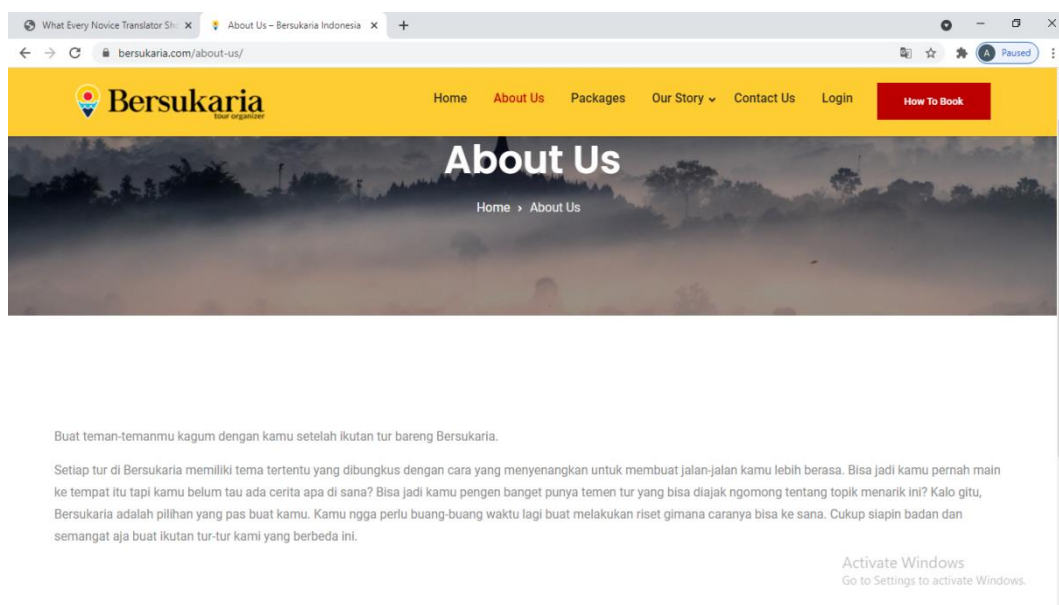 What Every Novice Translator Sh
About Us – Bersukaria Indonesia
bersukaria.com/about-us/
A
Paused
Bersukaria
tour organizer
Home
About Us
Packages
Our Story
Contact Us
Login
How To Book
About Us
Home › About Us
Buat teman-temanmu kagum dengan kamu setelah ikutan tur bareng Bersukaria.
Setiap tur di Bersukaria memiliki tema tertentu yang dibungkus dengan cara yang menyenangkan untuk membuat jalan-jalan kamu lebih berasa. Bisa jadi kamu pernah main
ke tempat itu tapi kamu belum tau ada cerita apa di sana? Bisa jadi kamu pengen banget punya temen tur yang bisa diajak ngomong tentang topik menarik ini? Kalo gitu,
Bersukaria adalah pilihan yang pas buat kamu. Kamu ngga perlu buang-buang waktu lagi buat melakukan riset gimana caranya bisa ke sana. Cukup siapin badan dan
semangat aja buat ikutan tur-tur kami yang berbeda ini.
Activate Windows
Go to Settings to activate Windows.